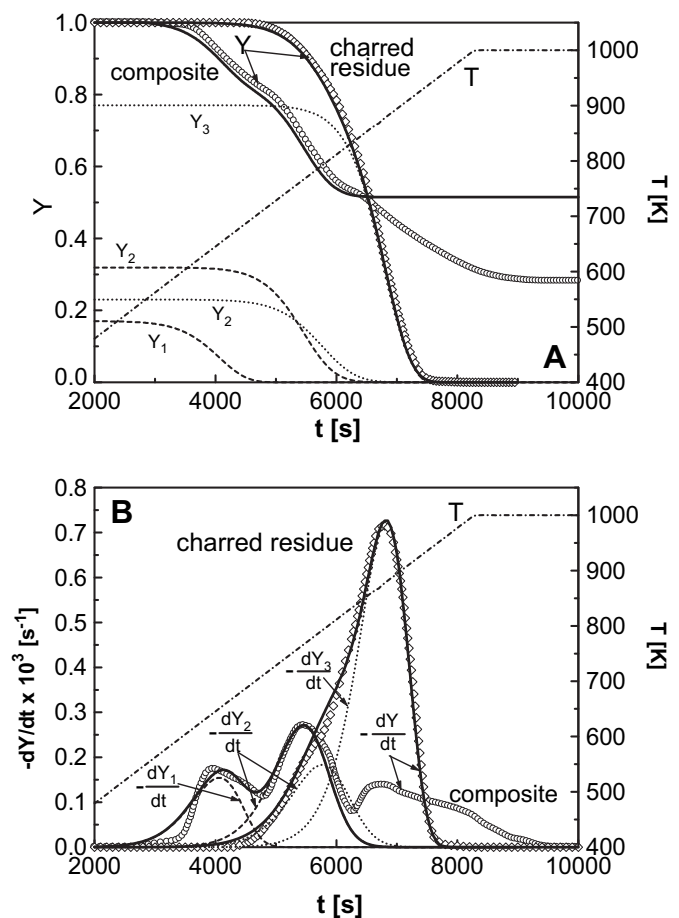 1.0
0.8
0.6
0.4
0.2
0.0
Y
composite
Y
charred
residue
T
Y3
Y2
Y2
Y1
A
1000
900
800
700
600
500
400
T [K]
2000 4000 6000 8000 10000
t [s]
0.8
0.7
0.6
0.5
0.4
0.3
0.2
0.1
0.0
-dY/dt x 10³ [s⁻¹]
B
charred residue
T
-dY3/dt
-dY2/dt
-dY1/dt
-dY/dt
composite
1000
900
800
700
600
500
400
T [K]
2000 4000 6000 8000 10000
t [s]